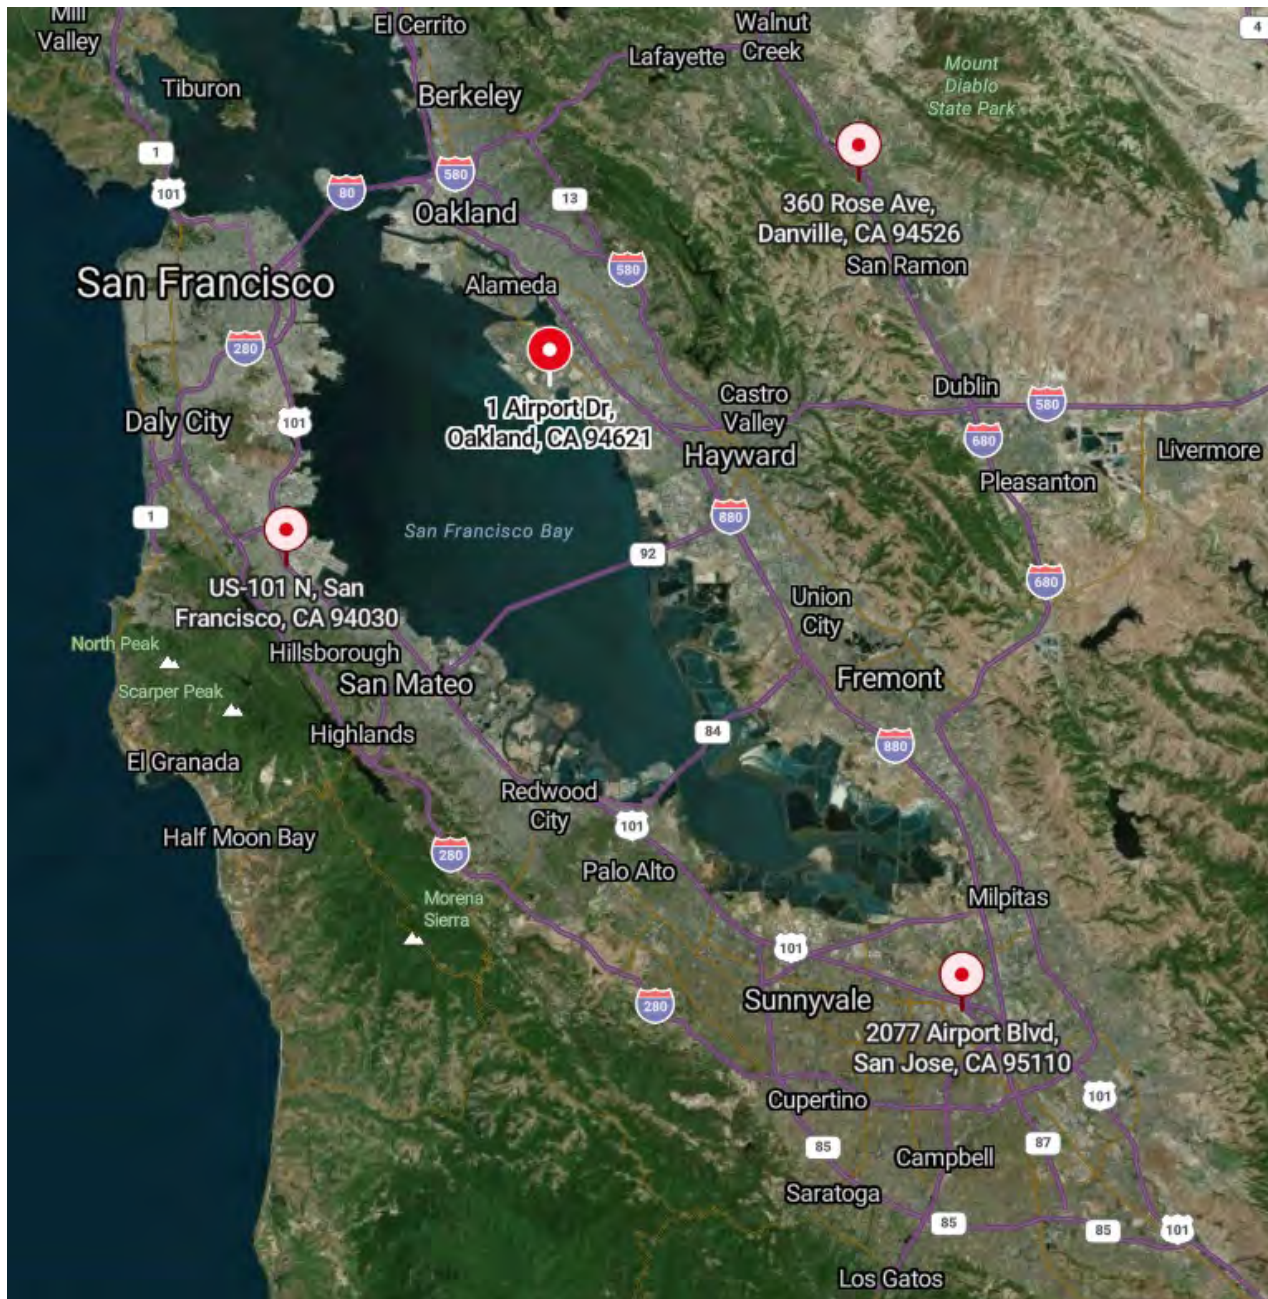 Mill
Valley
El Cerrito
Walnut
Creek
4
Lafayette
Tiburon
Berkeley
Mount
Diablo
State Park
1
101
80
580
13
Oakland
360 Rose Ave,
Danville, CA 94526
San Ramon
580
San Francisco
Alameda
280
1 Airport Dr,
Oakland, CA 94621
Castro
Valley
Dublin
580
Daly City
101
680
Hayward
Livermore
Pleasanton
1
880
San Francisco Bay
92
680
US-101 N, San
Francisco, CA 94030
Union
City
North Peak
Hillsborough
San Mateo
Fremont
Scarper Peak
Highlands
84
880
El Granada
Redwood
City
101
Half Moon Bay
280
Palo Alto
Morena
Sierra
Milpitas
101
280
Sunnyvale
2077 Airport Blvd,
San Jose, CA 95110
Cupertino
101
85
87
Campbell
Saratoga
85
85
101
Los Gatos